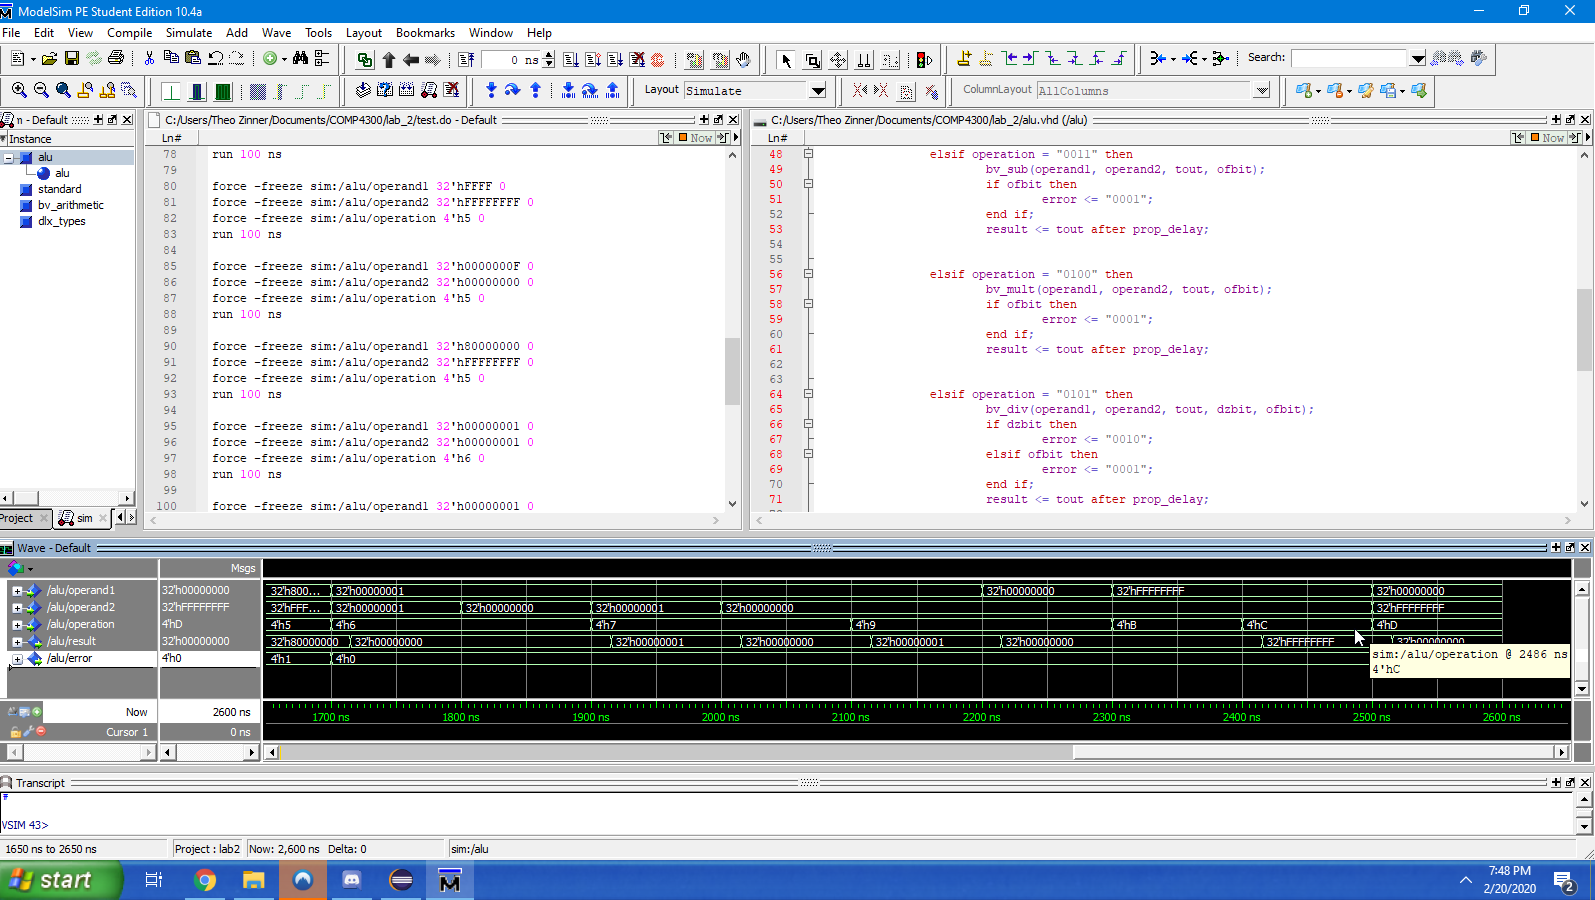 ModelSim PE Student Edition 10.4a
File Edit View Compile Simulate Add Wave Tools Layout Bookmarks Window Help
0 ns
Search:
Layout Simulate
ColumnLayout AllColumns
n - Default
Instance
alu
alu
standard
bv_arithmetic
dlx_types
Project
sim
C:/Users/Theo Zinner/Documents/COMP4300/lab_2/test.do - Default
Ln#
Now
78 run 100 ns
79
80 force -freeze sim:/alu/operand1 32'hFFFF 0
81 force -freeze sim:/alu/operand2 32'hFFFFFFFF 0
82 force -freeze sim:/alu/operation 4'h5 0
83 run 100 ns
84
85 force -freeze sim:/alu/operand1 32'h0000000F 0
86 force -freeze sim:/alu/operand2 32'h00000000 0
87 force -freeze sim:/alu/operation 4'h5 0
88 run 100 ns
89
90 force -freeze sim:/alu/operand1 32'h80000000 0
91 force -freeze sim:/alu/operand2 32'hFFFFFFFF 0
92 force -freeze sim:/alu/operation 4'h5 0
93 run 100 ns
94
95 force -freeze sim:/alu/operand1 32'h00000001 0
96 force -freeze sim:/alu/operand2 32'h00000001 0
97 force -freeze sim:/alu/operation 4'h6 0
98 run 100 ns
99
100 force -freeze sim:/alu/operand1 32'h00000001 0
C:/Users/Theo Zinner/Documents/COMP4300/lab_2/alu.vhd (/alu)
Ln#
Now
48 elsif operation = "0011" then
49 bv_sub(operand1, operand2, tout, ofbit);
50 if ofbit then
51 error <= "0001";
52 end if;
53 result <= tout after prop_delay;
54
55
56 elsif operation = "0100" then
57 bv_mult(operand1, operand2, tout, ofbit);
58 if ofbit then
59 error <= "0001";
60 end if;
61 result <= tout after prop_delay;
62
63
64 elsif operation = "0101" then
65 bv_div(operand1, operand2, tout, dzbit, ofbit);
66 if dzbit then
67 error <= "0010";
68 elsif ofbit then
69 error <= "0001";
70 end if;
71 result <= tout after prop_delay;
Wave - Default
Msgs
/alu/operand1 32'h00000000 32'h800... 32'h00000001 32'h00000000 32'hFFFFFFFF 32'h00000000
/alu/operand2 32'hFFFFFFFF 32'hFFF... 32'h00000001 32'h00000000 32'h00000001 32'h00000000 32'hFFFFFFFF
/alu/operation 4'hD 4'h5 4'h6 4'h7 4'h9 4'hB 4'hC 4'hD
/alu/result 32'h00000000 32'h80000000 32'h00000000 32'h00000001 32'h00000000 32'h00000001 32'h00000000 32'hFFFFFFFF 32'h00000000
/alu/error 4'h0 4'h1 4'h0
sim:/alu/operation @ 2486 ns
4'hC
Now 2600 ns 1700 ns 1800 ns 1900 ns 2000 ns 2100 ns 2200 ns 2300 ns 2400 ns 2500 ns 2600 ns
Cursor 1 0 ns
Transcript
#
VSIM 43>
1650 ns to 2650 ns Project : lab2 Now: 2,600 ns Delta: 0 sim:/alu
start
7:48 PM
2/20/2020
2